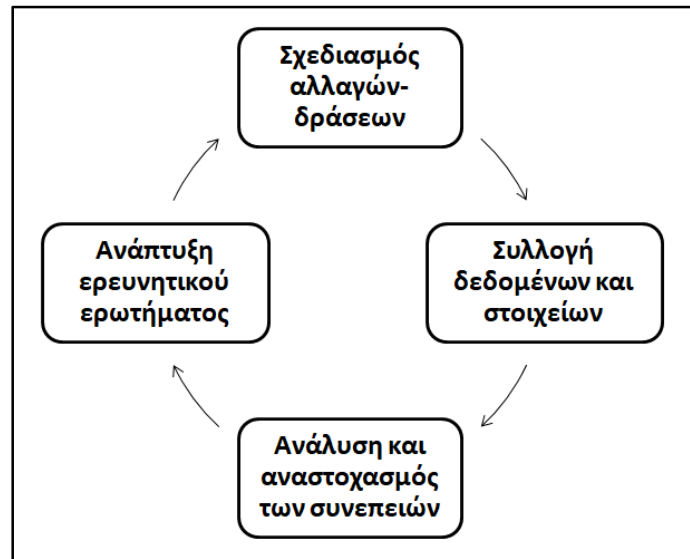 Σχεδιασμός
αλλαγών-
δράσεων
Ανάπτυξη
ερευνητικού
ερωτήματος
Συλλογή
δεδομένων και
στοιχείων
Ανάλυση και
αναστοχασμός
των συνεπειών